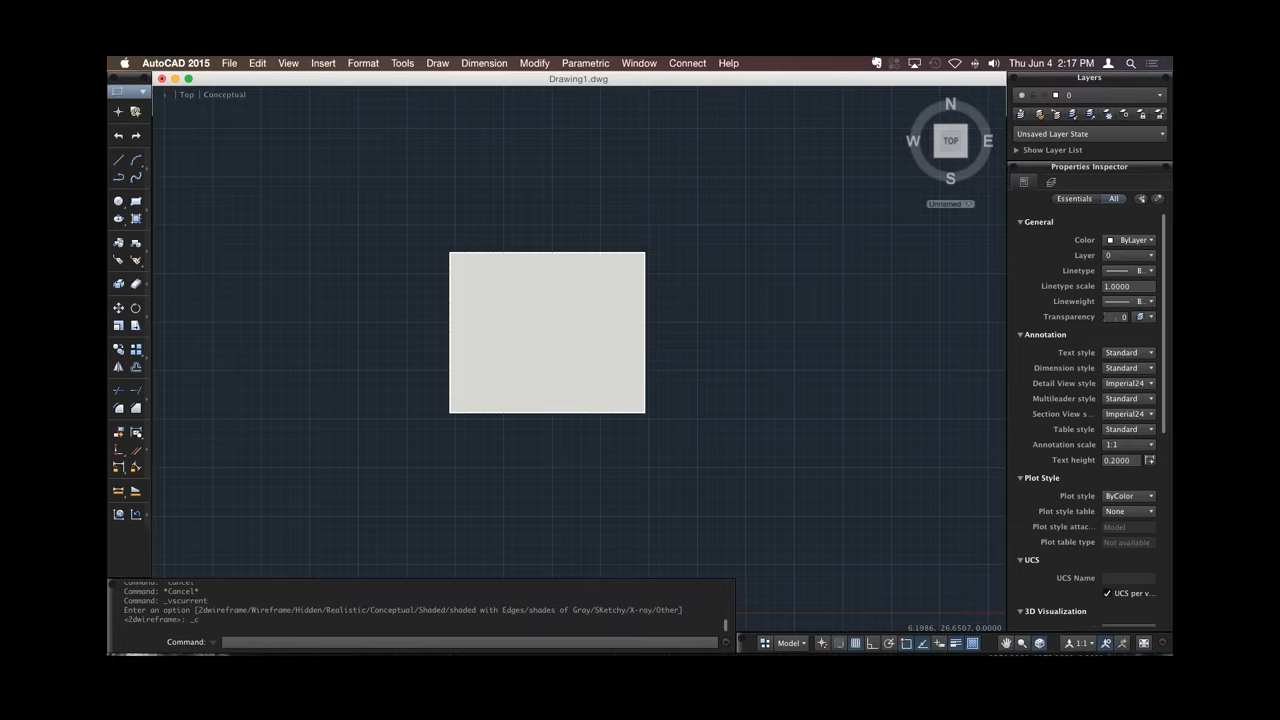 AutoCAD 2015 File Edit View Insert Format Tools Draw Dimension Modify Parametric Window Connect Help Thu Jun 4 2:17 PM
Drawing1.dwg
Top Conceptual
N
W TOP E
S
Unnamed
Layers
0
Unsaved Layer State
Show Layer List
Properties Inspector
Essentials All
General
Color ByLayer
Layer 0
Linetype B...
Linetype scale 1.0000
Lineweight B...
Transparency 0
Annotation
Text style Standard
Dimension style Standard
Detail View style Imperial24
Multileader style Standard
Section View s... Imperial24
Table style Standard
Annotation scale 1:1
Text height 0.2000
Plot Style
Plot style ByColor
Plot style table None
Plot style attac... Model
Plot table type Not available
UCS
UCS Name
UCS per v...
3D Visualization
Command: *Cancel*
Command: *Cancel*
Command: _vscurrent
Enter an option [2dwireframe/Wireframe/Hidden/Realistic/Conceptual/Shaded/shaded with Edges/shades of Gray/SKetchy/X-ray/Other]
<2dwireframe>: _c
Command:
6.1986, 26.6507, 0.0000
Model 1:1